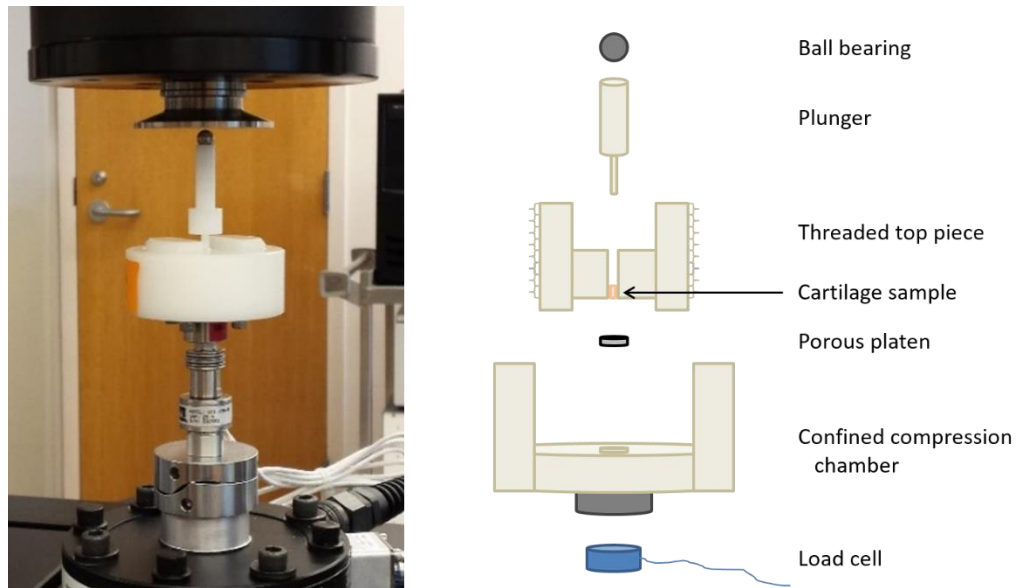 Ball bearing
Plunger
Threaded top piece
Cartilage sample
Porous platen
Confined compression
chamber
Load cell